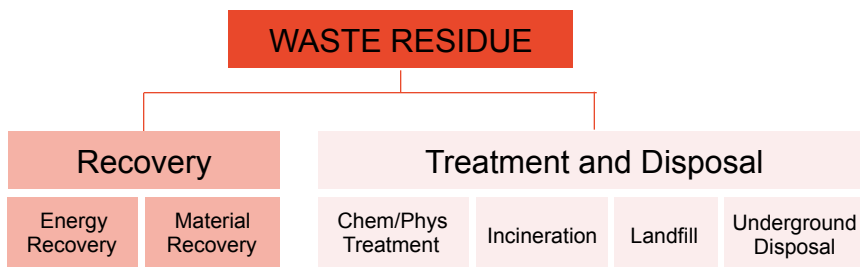 WASTE RESIDUE
Recovery
Treatment and Disposal
Energy
Recovery
Material
Recovery
Chem/Phys
Treatment
Incineration
Landfill
Underground
Disposal